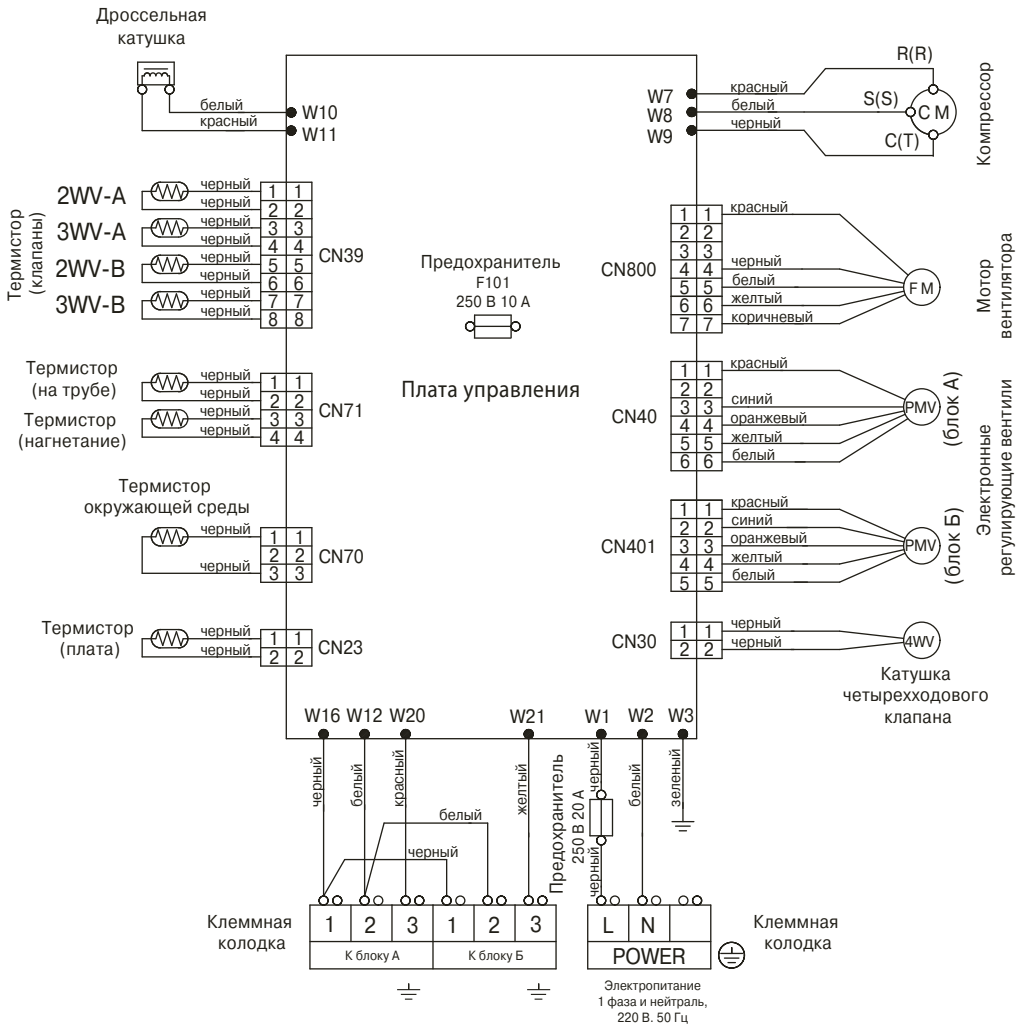 Дроссельная
катушка
белый
красный
W10
W11
W7
W8
W9
красный
белый
черный
R(R)
S(S)
C(T)
C M
Компрессор
Термистор
(клапаны)
2WV-A
3WV-A
2WV-B
3WV-B
черный
черный
черный
черный
черный
черный
черный
черный
1 1
2 2
3 3
4 4
5 5
6 6
7 7
8 8
CN39
Предохранитель
F101
250 В 10 А
CN800
1 1
2 2
3 3
4 4
5 5
6 6
7 7
красный
черный
белый
желтый
коричневый
F M
Мотор
вентилятора
Термистор
(на трубе)
Термистор
(нагнетание)
черный
черный
черный
черный
1 1
2 2
3 3
4 4
CN71
Плата управления
CN40
1 1
2 2
3 3
4 4
5 5
6 6
красный
синий
оранжевый
желтый
белый
PMV
(блок А)
Термистор
окружающей среды
черный
черный
1 1
2 2
3 3
CN70
CN401
1 1
2 2
3 3
4 4
5 5
красный
синий
оранжевый
желтый
белый
PMV
(блок Б)
Электронные
регулирующие вентили
Термистор
(плата)
черный
черный
1 1
2 2
CN23
CN30
1 1
2 2
черный
черный
4WV
Катушка
четырехходового
клапана
W16 W12 W20 W21 W1 W2 W3
черный
белый
красный
желтый
черный
белый
зеленый
Предохранитель
250 В 20 А
черный
белый
черный
Клеммная
колодка
1 2 3 1 2 3
К блоку А К блоку Б
L N
POWER
Клеммная
колодка
Электропитание
1 фаза и нейтраль,
220 В. 50 Гц